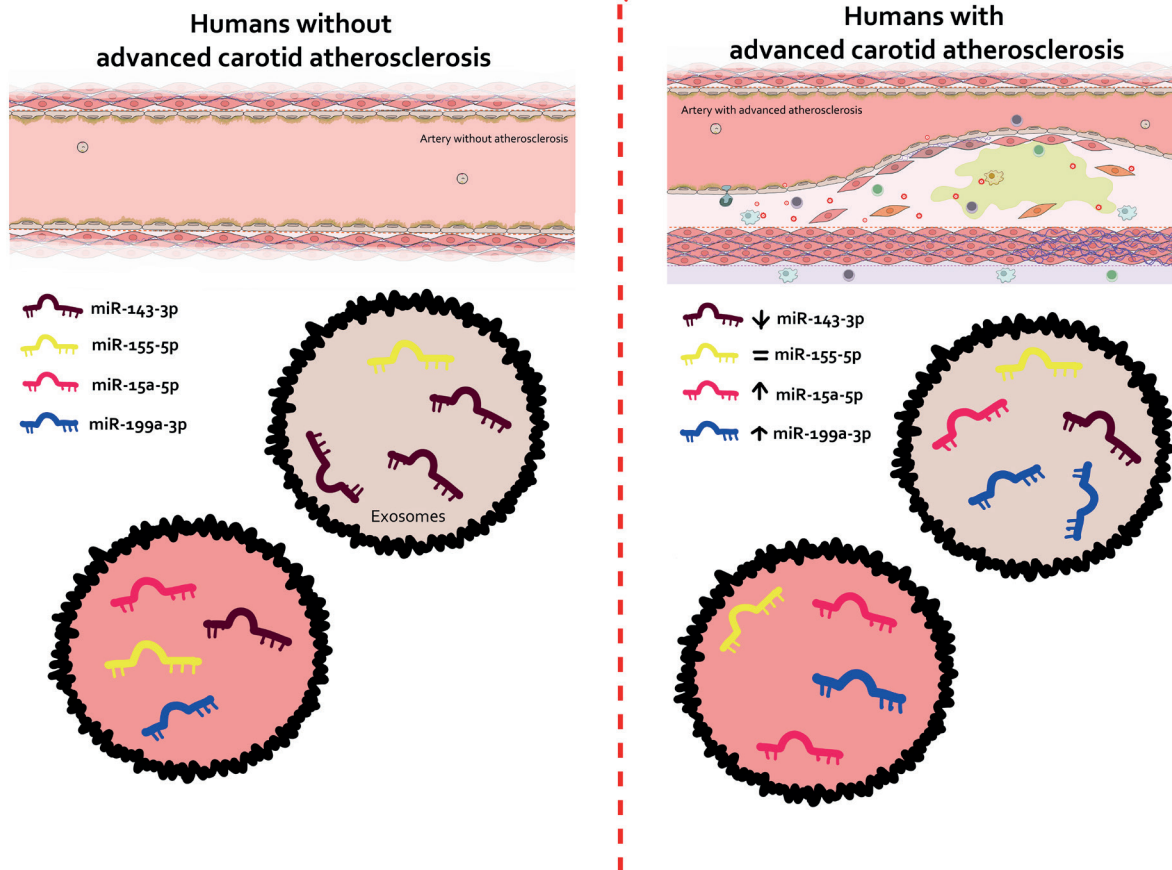 Humans without
advanced carotid atherosclerosis
Artery without atherosclerosis
miR-143-3p
miR-155-5p
miR-15a-5p
miR-199a-3p
Exosomes
Humans with
advanced carotid atherosclerosis
Artery with advanced atherosclerosis
↓ miR-143-3p
= miR-155-5p
↑ miR-15a-5p
↑ miR-199a-3p